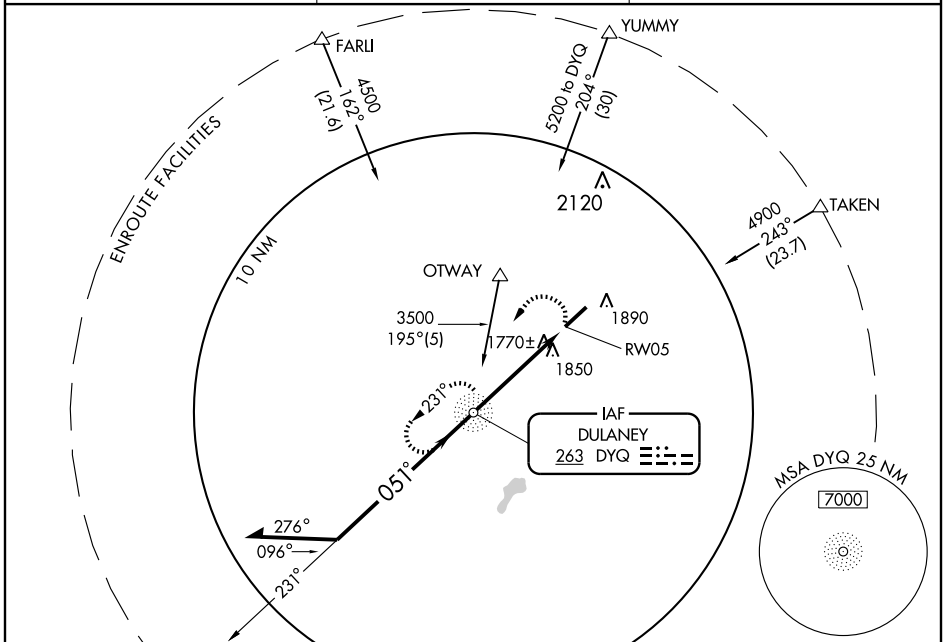 FARLI
YUMMY
4500
162°
(21.6)
5200 to DYQ
204°
(30)
ENROUTE FACILITIES
2120
TAKEN
4900
243°
(23.7)
10 NM
OTWAY
3500
195°(5)
1770±
1890
RW05
1850
231°
IAF
DULANEY
263 DYQ
051°
MSA DYQ 25 NM
7000
276°
096°
231°